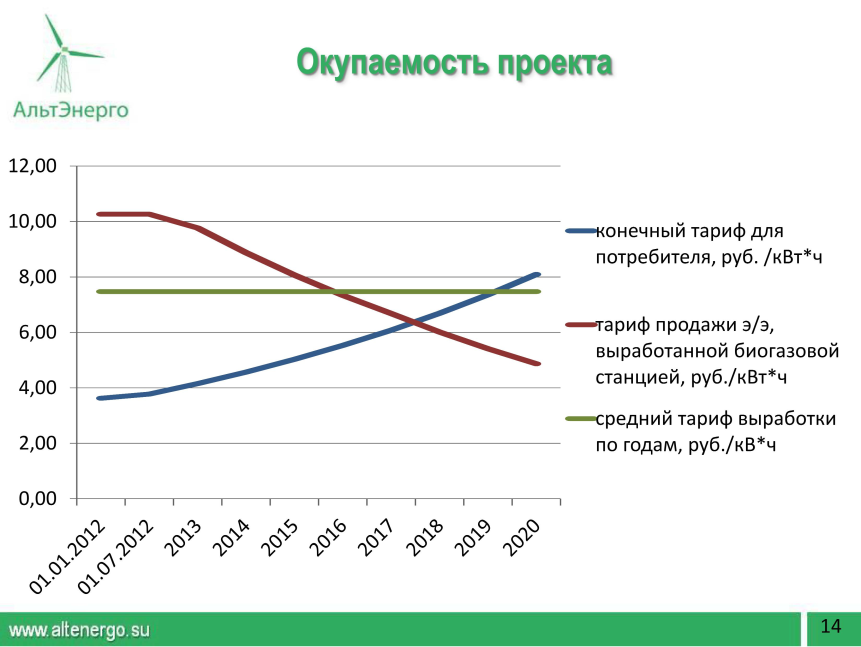 АльтЭнерго
Окупаемость проекта
12,00
10,00
8,00
6,00
4,00
2,00
0,00
01.01.2012
01.07.2012
2013
2014
2015
2016
2017
2018
2019
2020
конечный тариф для
потребителя, руб. /кВт*ч
тариф продажи э/э,
выработанной биогазовой
станцией, руб./кВт*ч
средний тариф выработки
по годам, руб./кВ*ч
www.altenergo.su
14